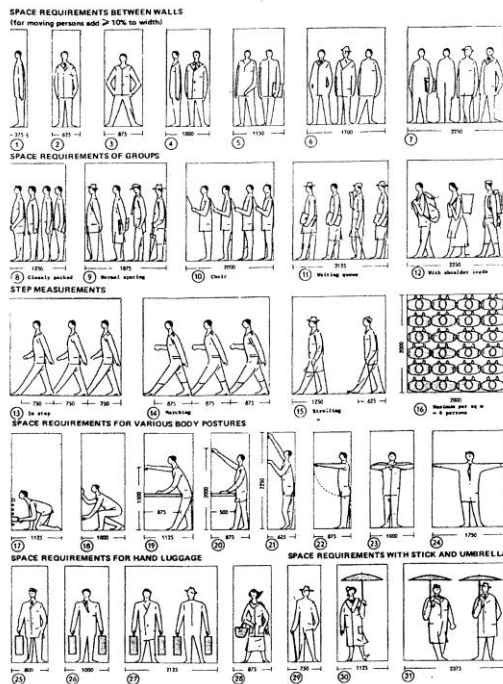 SPACE REQUIREMENTS BETWEEN WALLS
(for moving persons add ⩾ 10% to width)
375 625 875 1000 1150 1700 2250
1 2 3 4 5 6 7
SPACE REQUIREMENTS OF GROUPS
1250 1875 2000 2125 2250
8 Closely packed 9 Normal spacing 10 Choir 11 Waiting queue 12 With shoulder loads
STEP MEASUREMENTS
2000
750 750 750 875 875 875 1250 625 2000
13 In step 14 Marching 15 Strolling 16 Maximum per sq m
= 6 persons
SPACE REQUIREMENTS FOR VARIOUS BODY POSTURES
2000 2250
875 500 875
17 18 19 20 21 22 23 24
1125 1000 1125 875 625 1000 1750
SPACE REQUIREMENTS FOR HAND LUGGAGE SPACE REQUIREMENTS WITH STICK AND UMBRELLA
25 26 27 28 29 30 31
800 1000 2125 875 750 1125 2375